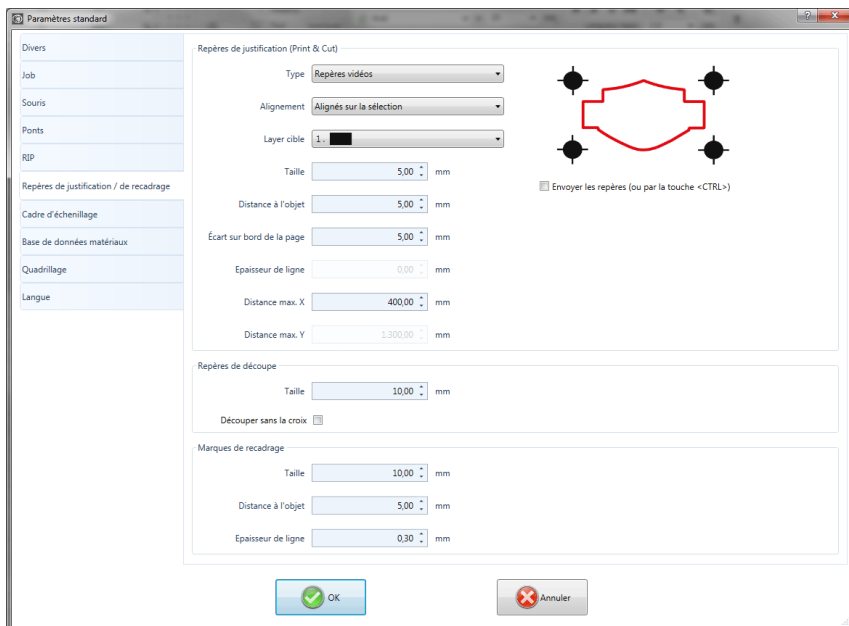 Paramètres standard
Divers
Job
Souris
Ponts
RIP
Repères de justification / de recadrage
Cadre d'échenillage
Base de données matériaux
Quadrillage
Langue
Repères de justification (Print & Cut)
Type Repères vidéos
Alignement Alignés sur la sélection
Layer cible 1.
Taille 5,00 mm
Distance à l'objet 5,00 mm
Écart sur bord de la page 5,00 mm
Epaisseur de ligne 0,00 mm
Distance max. X 400,00 mm
Distance max. Y 1.300,00 mm
Envoyer les repères (ou par la touche <CTRL>)
Repères de découpe
Taille 10,00 mm
Découper sans la croix
Marques de recadrage
Taille 10,00 mm
Distance à l'objet 5,00 mm
Epaisseur de ligne 0,30 mm
OK
Annuler